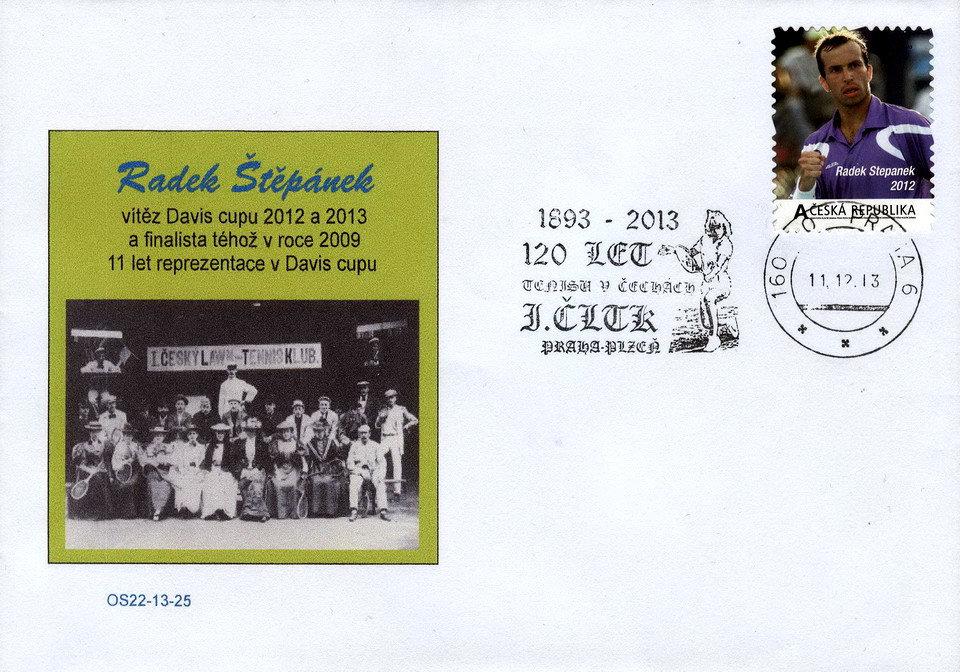 Radek Štěpánek
vítěz Davis cupu 2012 a 2013
a finalista téhož v roce 2009
11 let reprezentace v Davis cupu
I. ČESKÝ LAWN-TENNIS KLUB.
OS22-13-25
1893 - 2013
120 LET
TENISU V ČECHÁCH
I.ČLTK
PRAHA-PLZEŇ
Radek Stepanek
2012
A ČESKÁ REPUBLIKA
160 PRAHA 6
11.12.13